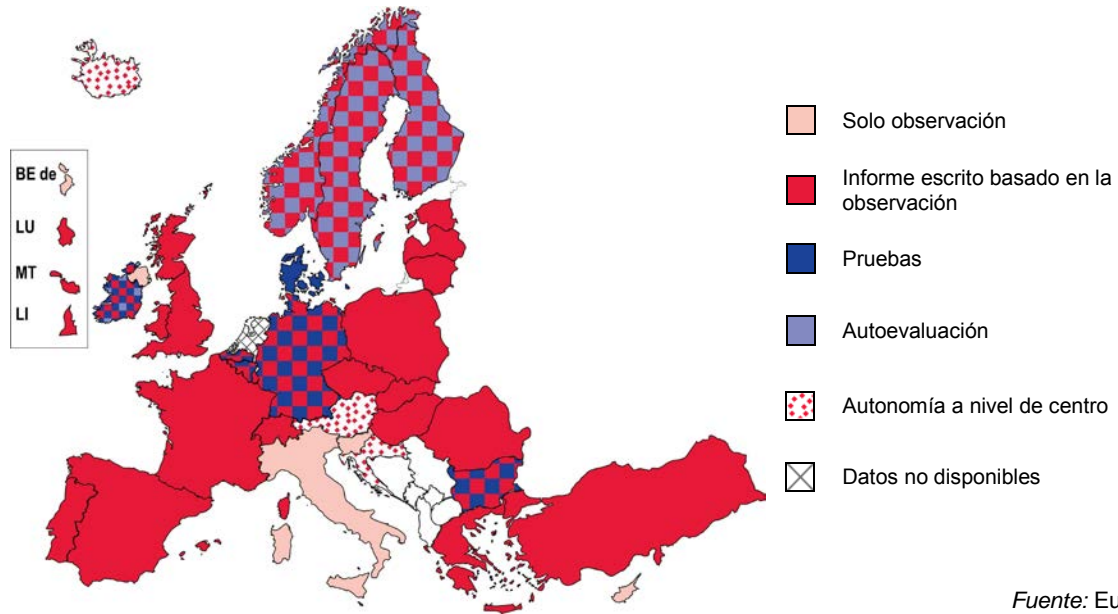 BE de
LU
MT
LI
Solo observación
Informe escrito basado en la
observación
Pruebas
Autoevaluación
Autonomía a nivel de centro
Datos no disponibles
Fuente: Eu